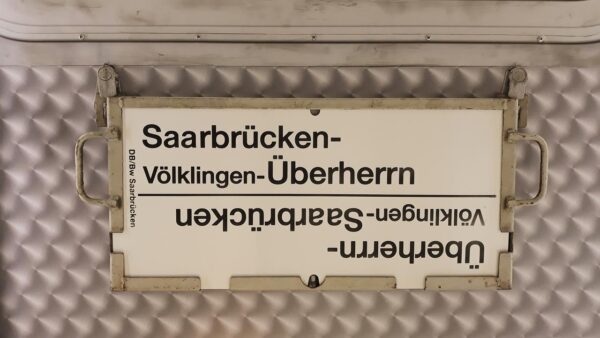 Saarbrücken-
Völklingen-Überherrn
DB/Bw Saarbrücken
Überherrn-
Völklingen-Saarbrücken